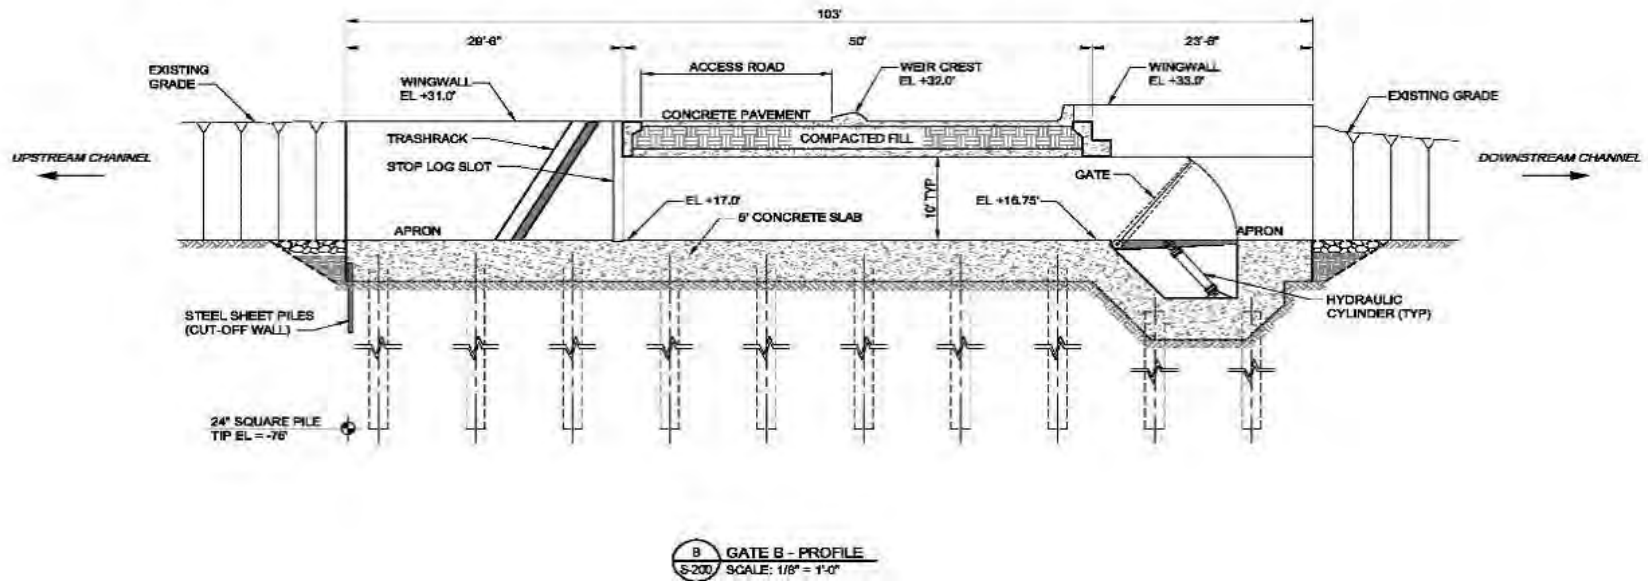 103'
29'-6"
50'
23'-6"
EXISTING
GRADE
WINGWALL
EL +31.0'
ACCESS ROAD
WEIR CREST
EL +32.0'
WINGWALL
EL +33.0'
EXISTING GRADE
CONCRETE PAVEMENT
TRASHRACK
COMPACTED FILL
UPSTREAM CHANNEL
STOP LOG SLOT
GATE
DOWNSTREAM CHANNEL
10' TYP
EL +17.0'
5' CONCRETE SLAB
EL +16.75'
APRON
APRON
STEEL SHEET PILES
(CUT-OFF WALL)
HYDRAULIC
CYLINDER (TYP)
24" SQUARE PILE
TIP EL = -76'
B
S-200
GATE B - PROFILE
SCALE: 1/8" = 1'-0"